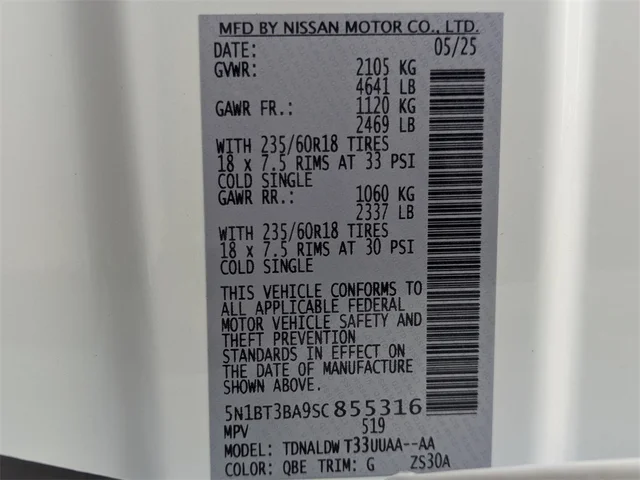 MFD BY NISSAN MOTOR CO., LTD.
DATE: 05/25
GVWR: 2105 KG
4641 LB
GAWR FR.: 1120 KG
2469 LB
WITH 235/60R18 TIRES
18 x 7.5 RIMS AT 33 PSI
COLD SINGLE
GAWR RR.: 1060 KG
2337 LB
WITH 235/60R18 TIRES
18 x 7.5 RIMS AT 30 PSI
COLD SINGLE
THIS VEHICLE CONFORMS TO
ALL APPLICABLE FEDERAL
MOTOR VEHICLE SAFETY AND
THEFT PREVENTION
STANDARDS IN EFFECT ON
THE DATE OF MANUFACTURE
SHOWN ABOVE.
5N1BT3BA9SC855316
MPV 519
MODEL: TDNALDW T33UUAA--AA
COLOR: QBE TRIM: G ZS30A